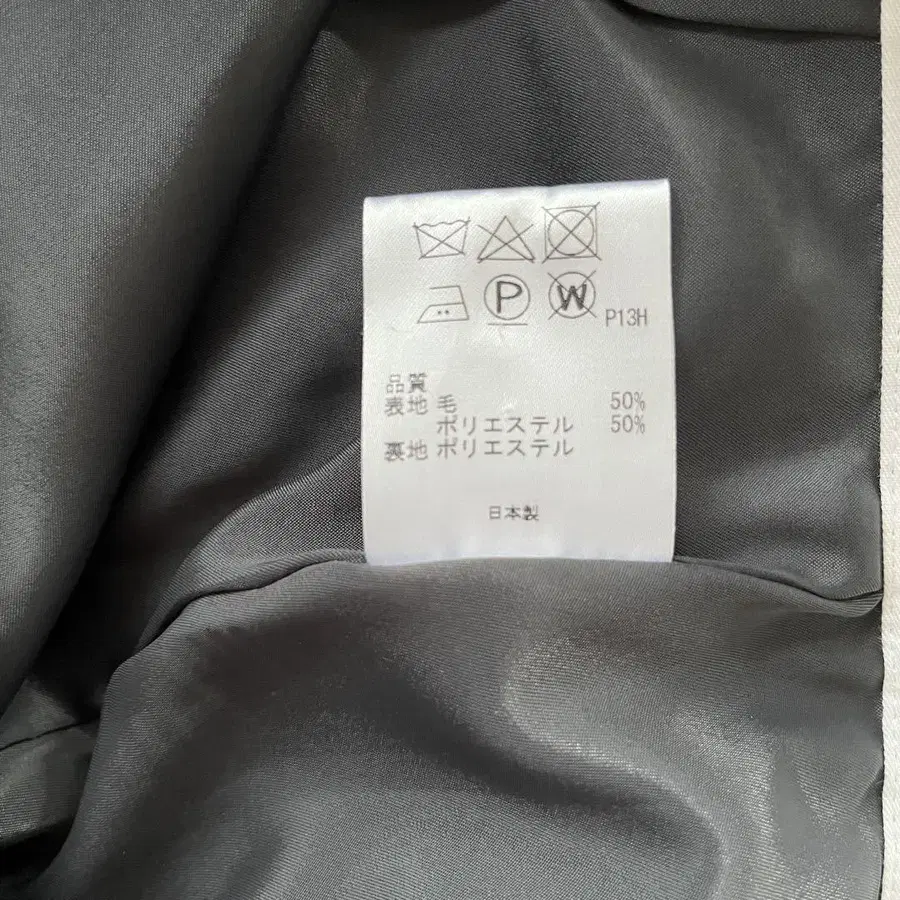 P W P13H
品質
表地 毛 50%
ポリエステル 50%
裏地 ポリエステル
日本製